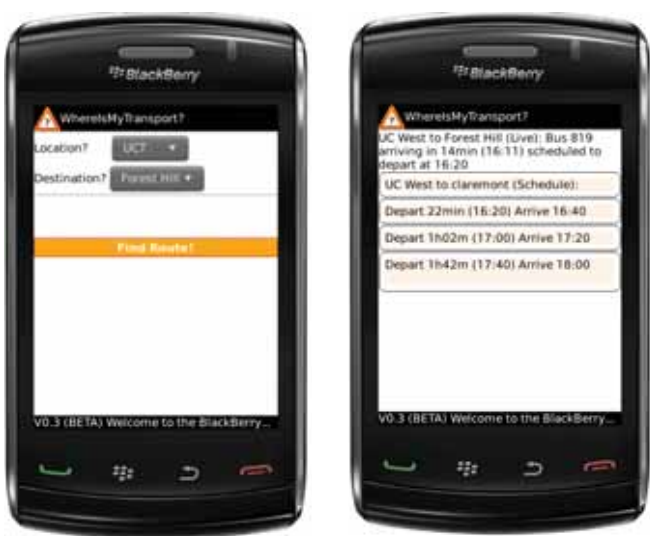 BlackBerry
WhereIsMyTransport?
Location? UCT
Destination? Forest Hill
Find Route!
V0.3 (BETA) Welcome to the BlackBerry...
BlackBerry
WhereIsMyTransport?
UC West to Forest Hill (Live): Bus 819
arriving in 14min (16:11) scheduled to
depart at 16:20
UC West to claremont (Schedule):
Depart 22min (16:20) Arrive 16:40
Depart 1h02m (17:00) Arrive 17:20
Depart 1h42m (17:40) Arrive 18:00
V0.3 (BETA) Welcome to the BlackBerry...